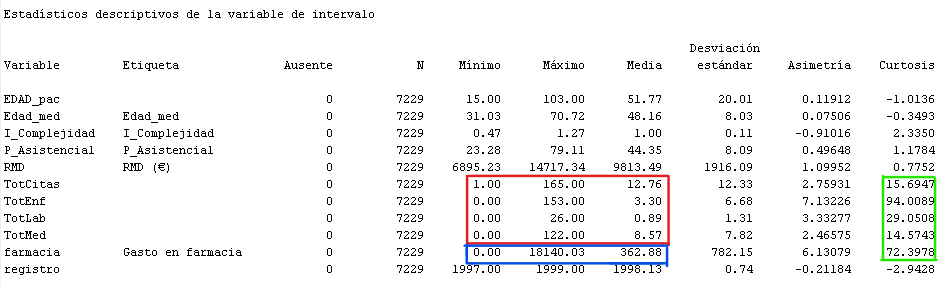 Estadísticos descriptivos de la variable de intervalo
Desviación
Variable Etiqueta Ausente N Mínimo Máximo Media estándar Asimetría Curtosis
EDAD_pac 0 7229 15.00 103.00 51.77 20.01 0.11912 -1.0136
Edad_med Edad_med 0 7229 31.03 70.72 48.16 8.03 0.07506 -0.3493
I_Complejidad I_Complejidad 0 7229 0.47 1.27 1.00 0.11 -0.91016 2.3350
P_Asistencial P_Asistencial 0 7229 23.28 79.11 44.35 8.09 0.49648 1.1784
RMD RMD (€) 0 7229 6895.23 14717.34 9813.49 1916.09 1.09952 0.7752
TotCitas 0 7229 1.00 165.00 12.76 12.33 2.75931 15.6947
TotEnf 0 7229 0.00 153.00 3.30 6.68 7.13226 94.0089
TotLab 0 7229 0.00 26.00 0.89 1.31 3.33277 29.0508
TotMed 0 7229 0.00 122.00 8.57 7.82 2.46575 14.5743
farmacia Gasto en farmacia 0 7229 0.00 18140.03 362.88 782.15 6.13079 72.3978
registro 0 7229 1997.00 1999.00 1998.13 0.74 -0.21184 -2.9428